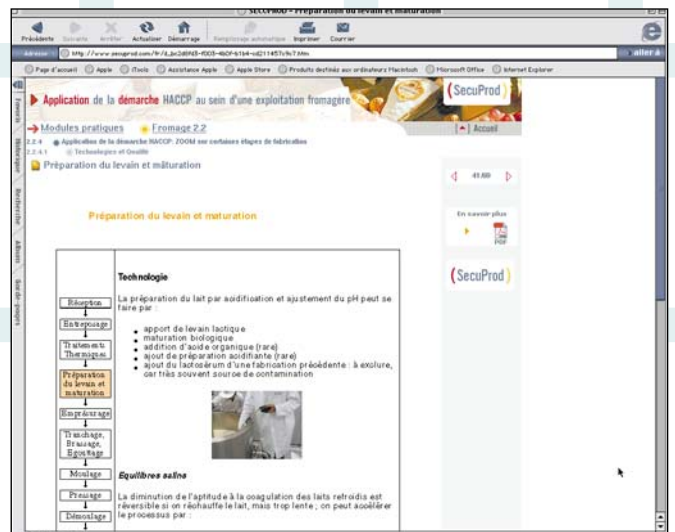 SECUPROD - Préparation du levain et maturation
Précédente Suivante Arrêter Actualiser Démarrage Remplissage automatique Imprimer Courrier
Adresse
aller à
Page d'accueil Apple iTools Assistance Apple Apple Store Produits destinés aux ordinateurs Macintosh Microsoft Office Internet Explorer
Favoris
Historique
Recherche
Albums
Garde-pages
Application de la démarche HACCP au sein d'une exploitation fromagère
(SecuProd)
Modules pratiques Fromage 2.2
Accueil
2.2.4 Application de la démarche HACCP: ZOOM sur certaines étapes de fabrication
2.2.4.1 Technologies et Qualité
Préparation du levain et mâturation
41/80
En savoir plus
PDF
(SecuProd)
Préparation du levain et maturation
Réception
Entreposage
Traitements
Thermiques
Préparation
du levain et
maturation
Emprésurage
Tranchage,
Brassage,
Egouttage
Moulage
Pressage
Démoulage
Technologie
La préparation du lait par acidification et ajustement du pH peut se
faire par :
apport de levain lactique
maturation biologique
addition d'acide organique (rare)
ajout de préparation acidifiante (rare)
ajout du lactosérum d'une fabrication précédente : à exclure,
car très souvent source de contamination
Equilibres salins
La diminution de l'aptitude à la coagulation des laits refroidis est
réversible si on réchauffe le lait, mais trop lente ; on peut accélérer
le processus par :